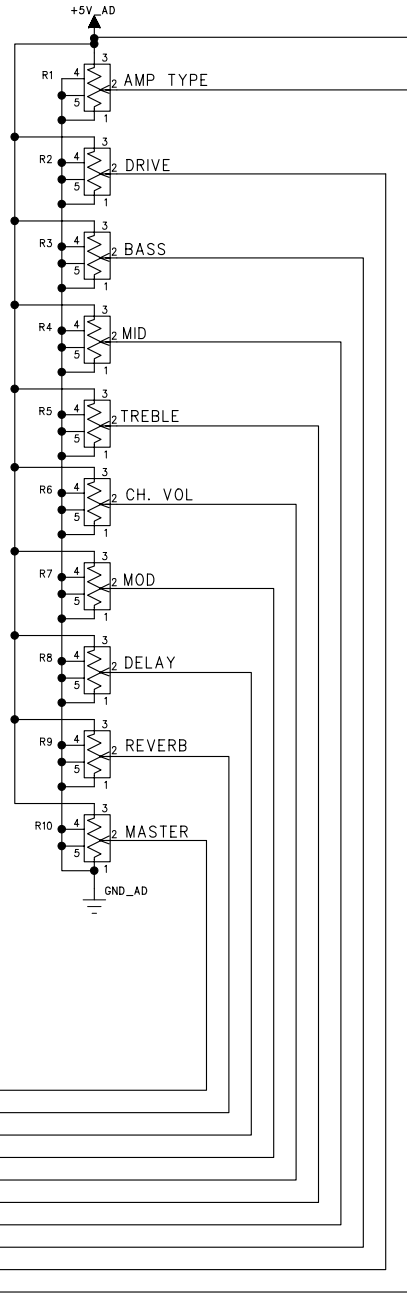 +5V_AD
3
R1 4 2 AMP TYPE
5
1
3
R2 4 2 DRIVE
5
1
3
R3 4 2 BASS
5
1
3
R4 4 2 MID
5
1
3
R5 4 2 TREBLE
5
1
3
R6 4 2 CH. VOL
5
1
3
R7 4 2 MOD
5
1
3
R8 4 2 DELAY
5
1
3
R9 4 2 REVERB
5
1
3
R10 4 2 MASTER
5
1
GND_AD